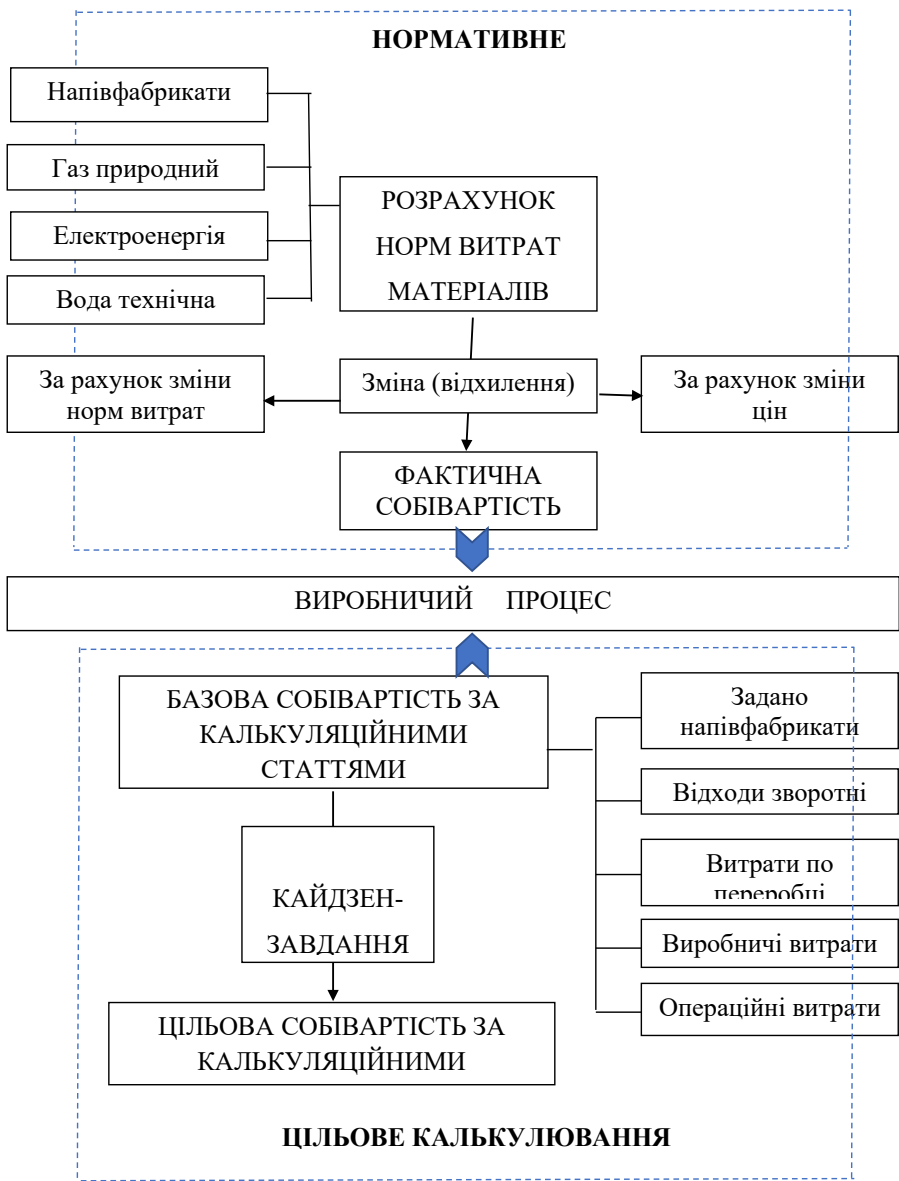 НОРМАТИВНЕ
Напівфабрикати
Газ природний
Електроенергія
Вода технічна
РОЗРАХУНОК
НОРМ ВИТРАТ
МАТЕРІАЛІВ
За рахунок зміни
норм витрат
Зміна (відхилення)
За рахунок зміни
цін
ФАКТИЧНА
СОБІВАРТІСТЬ
ВИРОБНИЧИЙ ПРОЦЕС
БАЗОВА СОБІВАРТІСТЬ ЗА
КАЛЬКУЛЯЦІЙНИМИ
СТАТТЯМИ
Задано
напівфабрикати
Відходи зворотні
Витрати по
переробці
Виробничі витрати
Операційні витрати
КАЙДЗЕН-
ЗАВДАННЯ
ЦІЛЬОВА СОБІВАРТІСТЬ ЗА
КАЛЬКУЛЯЦІЙНИМИ
ЦІЛЬОВЕ КАЛЬКУЛЮВАННЯ